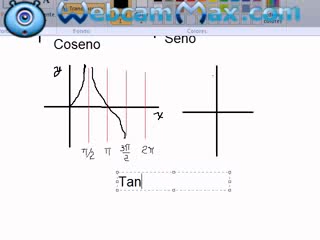 WebcamMax.com
Coseno
Seno
y
x
π/2 π 3π/2 2π
Tan